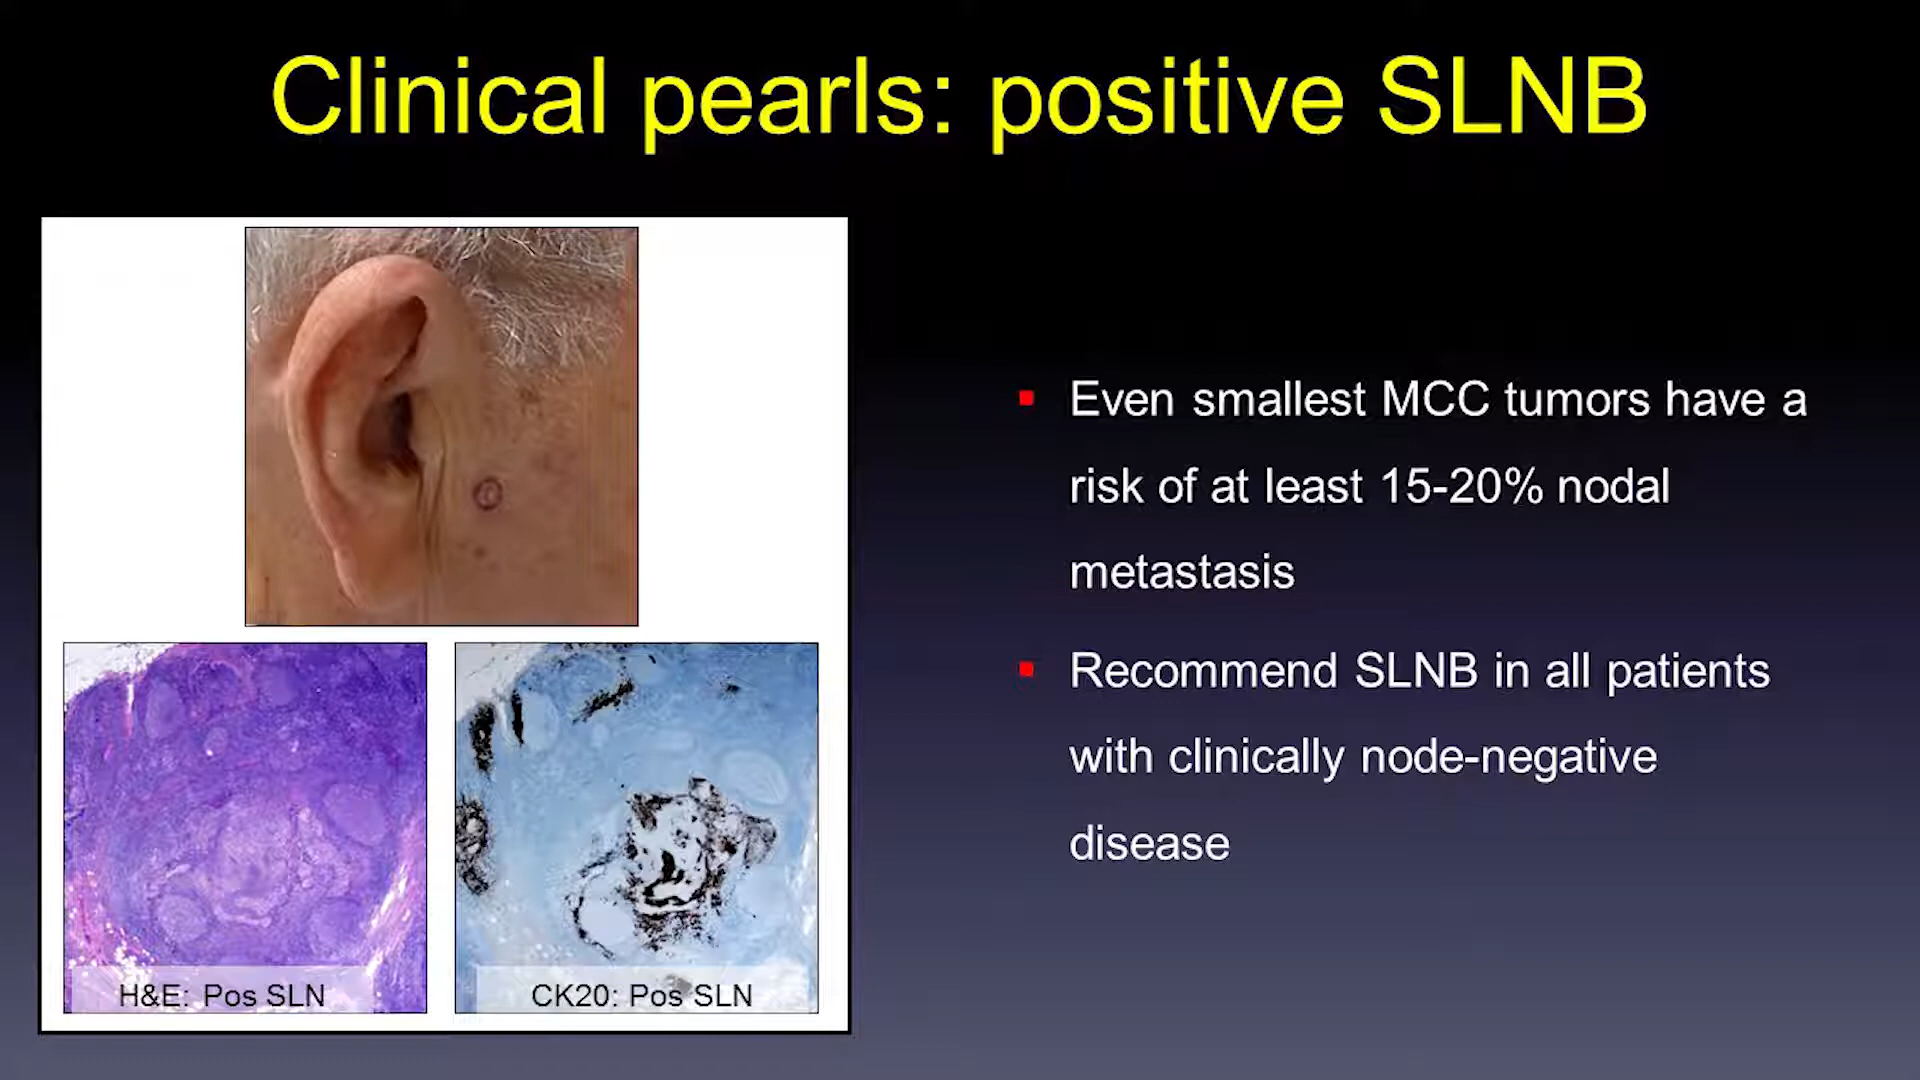 Clinical pearls: positive SLNB
Even smallest MCC tumors have a
risk of at least 15-20% nodal
metastasis
Recommend SLNB in all patients
with clinically node-negative
disease
H&E: Pos SLN
CK20: Pos SLN